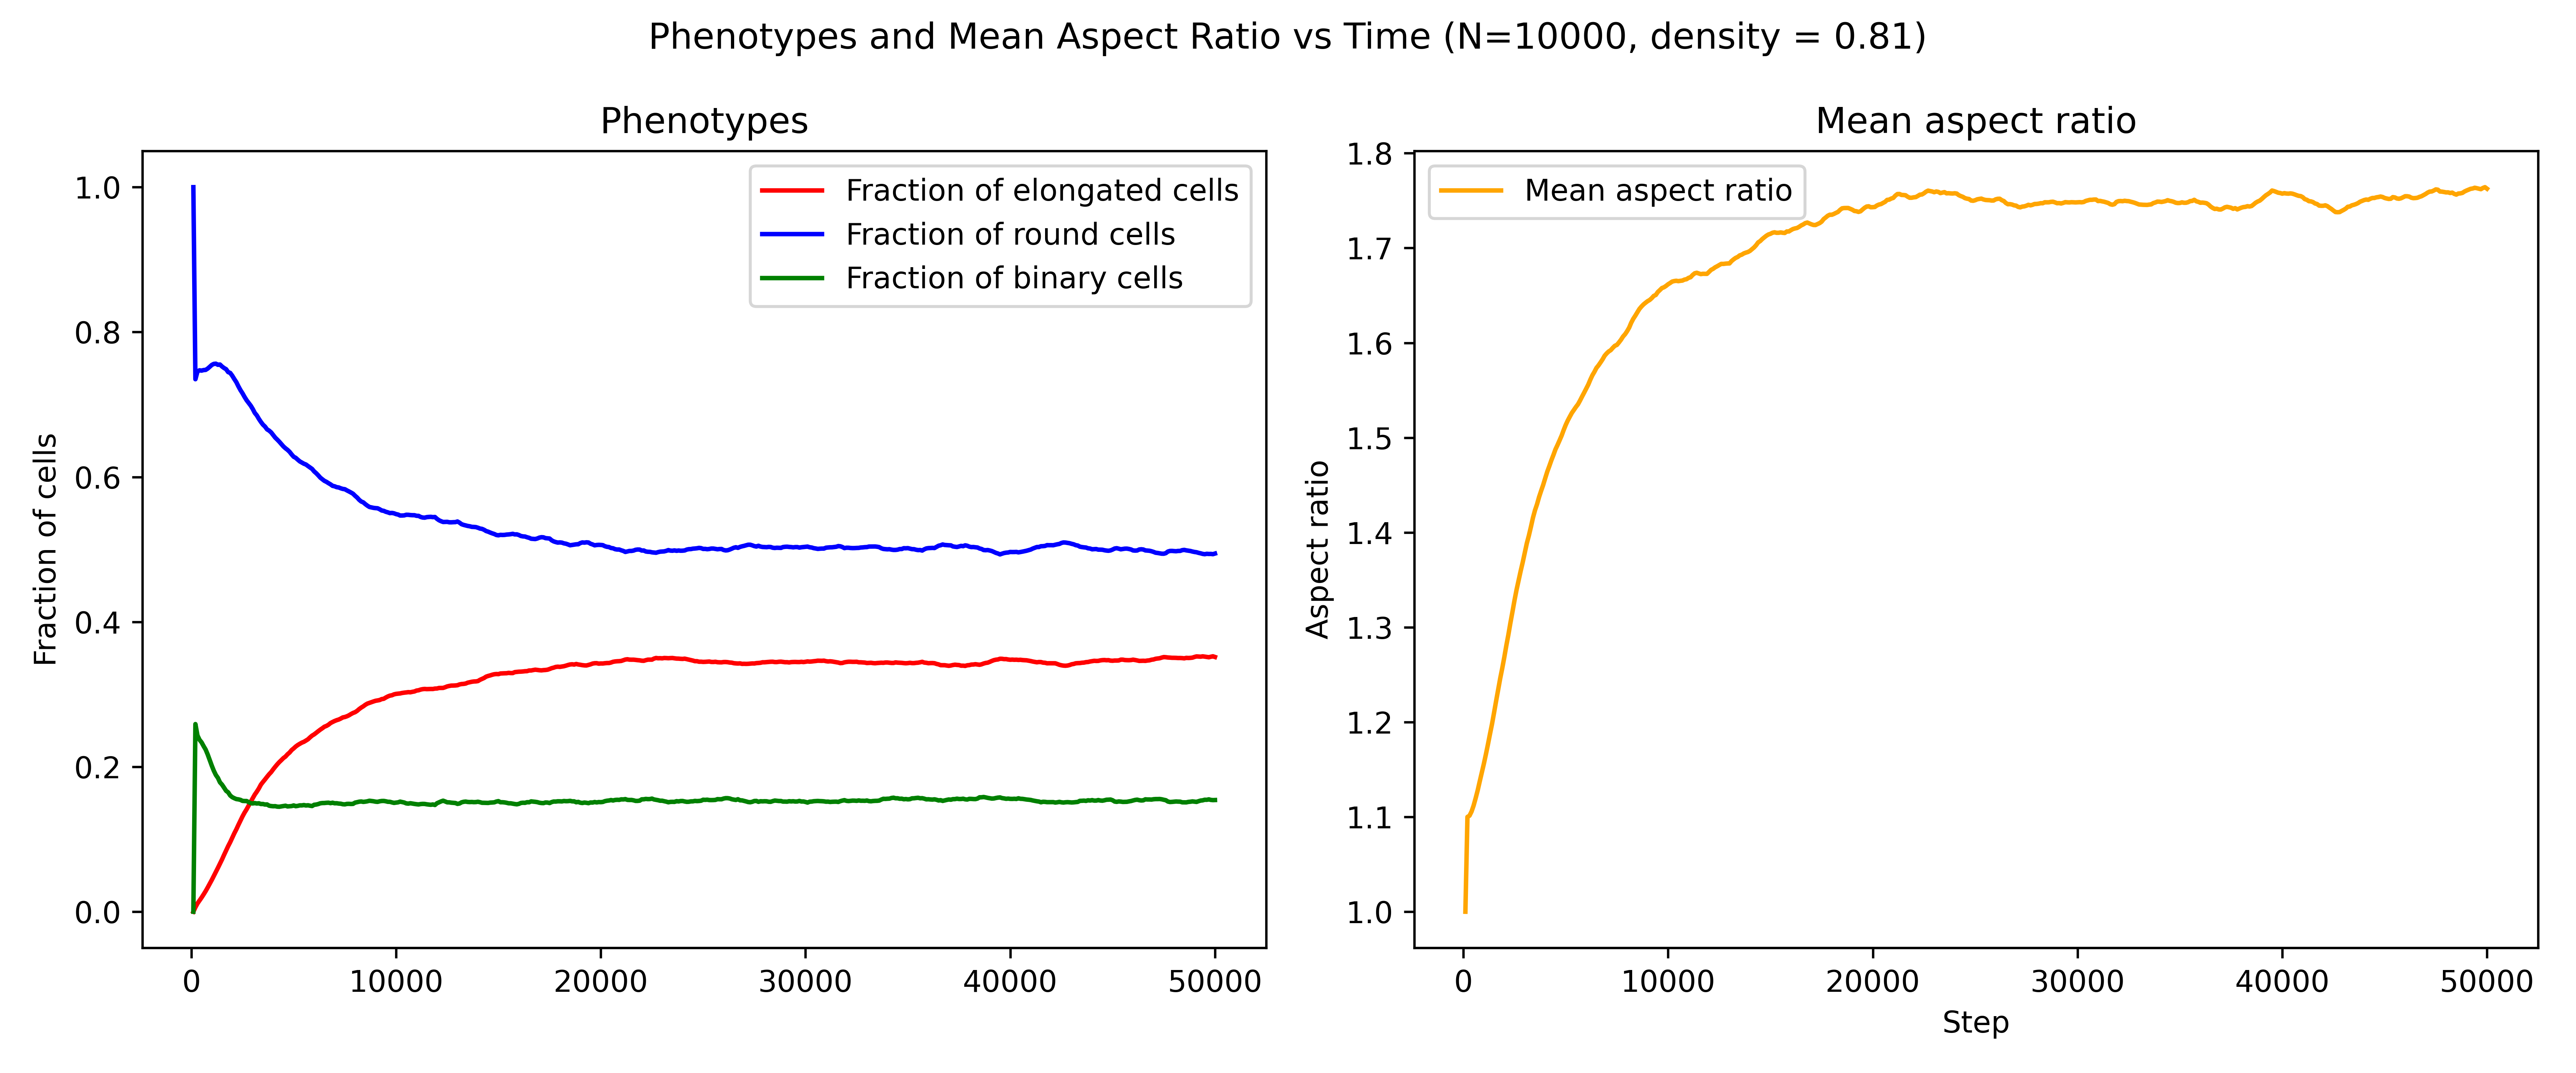 Phenotypes and Mean Aspect Ratio vs Time (N=10000, density = 0.81)
Phenotypes
Fraction of cells
1.0
0.8
0.6
0.4
0.2
0.0
Fraction of elongated cells
Fraction of round cells
Fraction of binary cells
0 10000 20000 30000 40000 50000
Mean aspect ratio
Aspect ratio
1.8
1.7
1.6
1.5
1.4
1.3
1.2
1.1
1.0
Mean aspect ratio
0 10000 20000 30000 40000 50000
Step